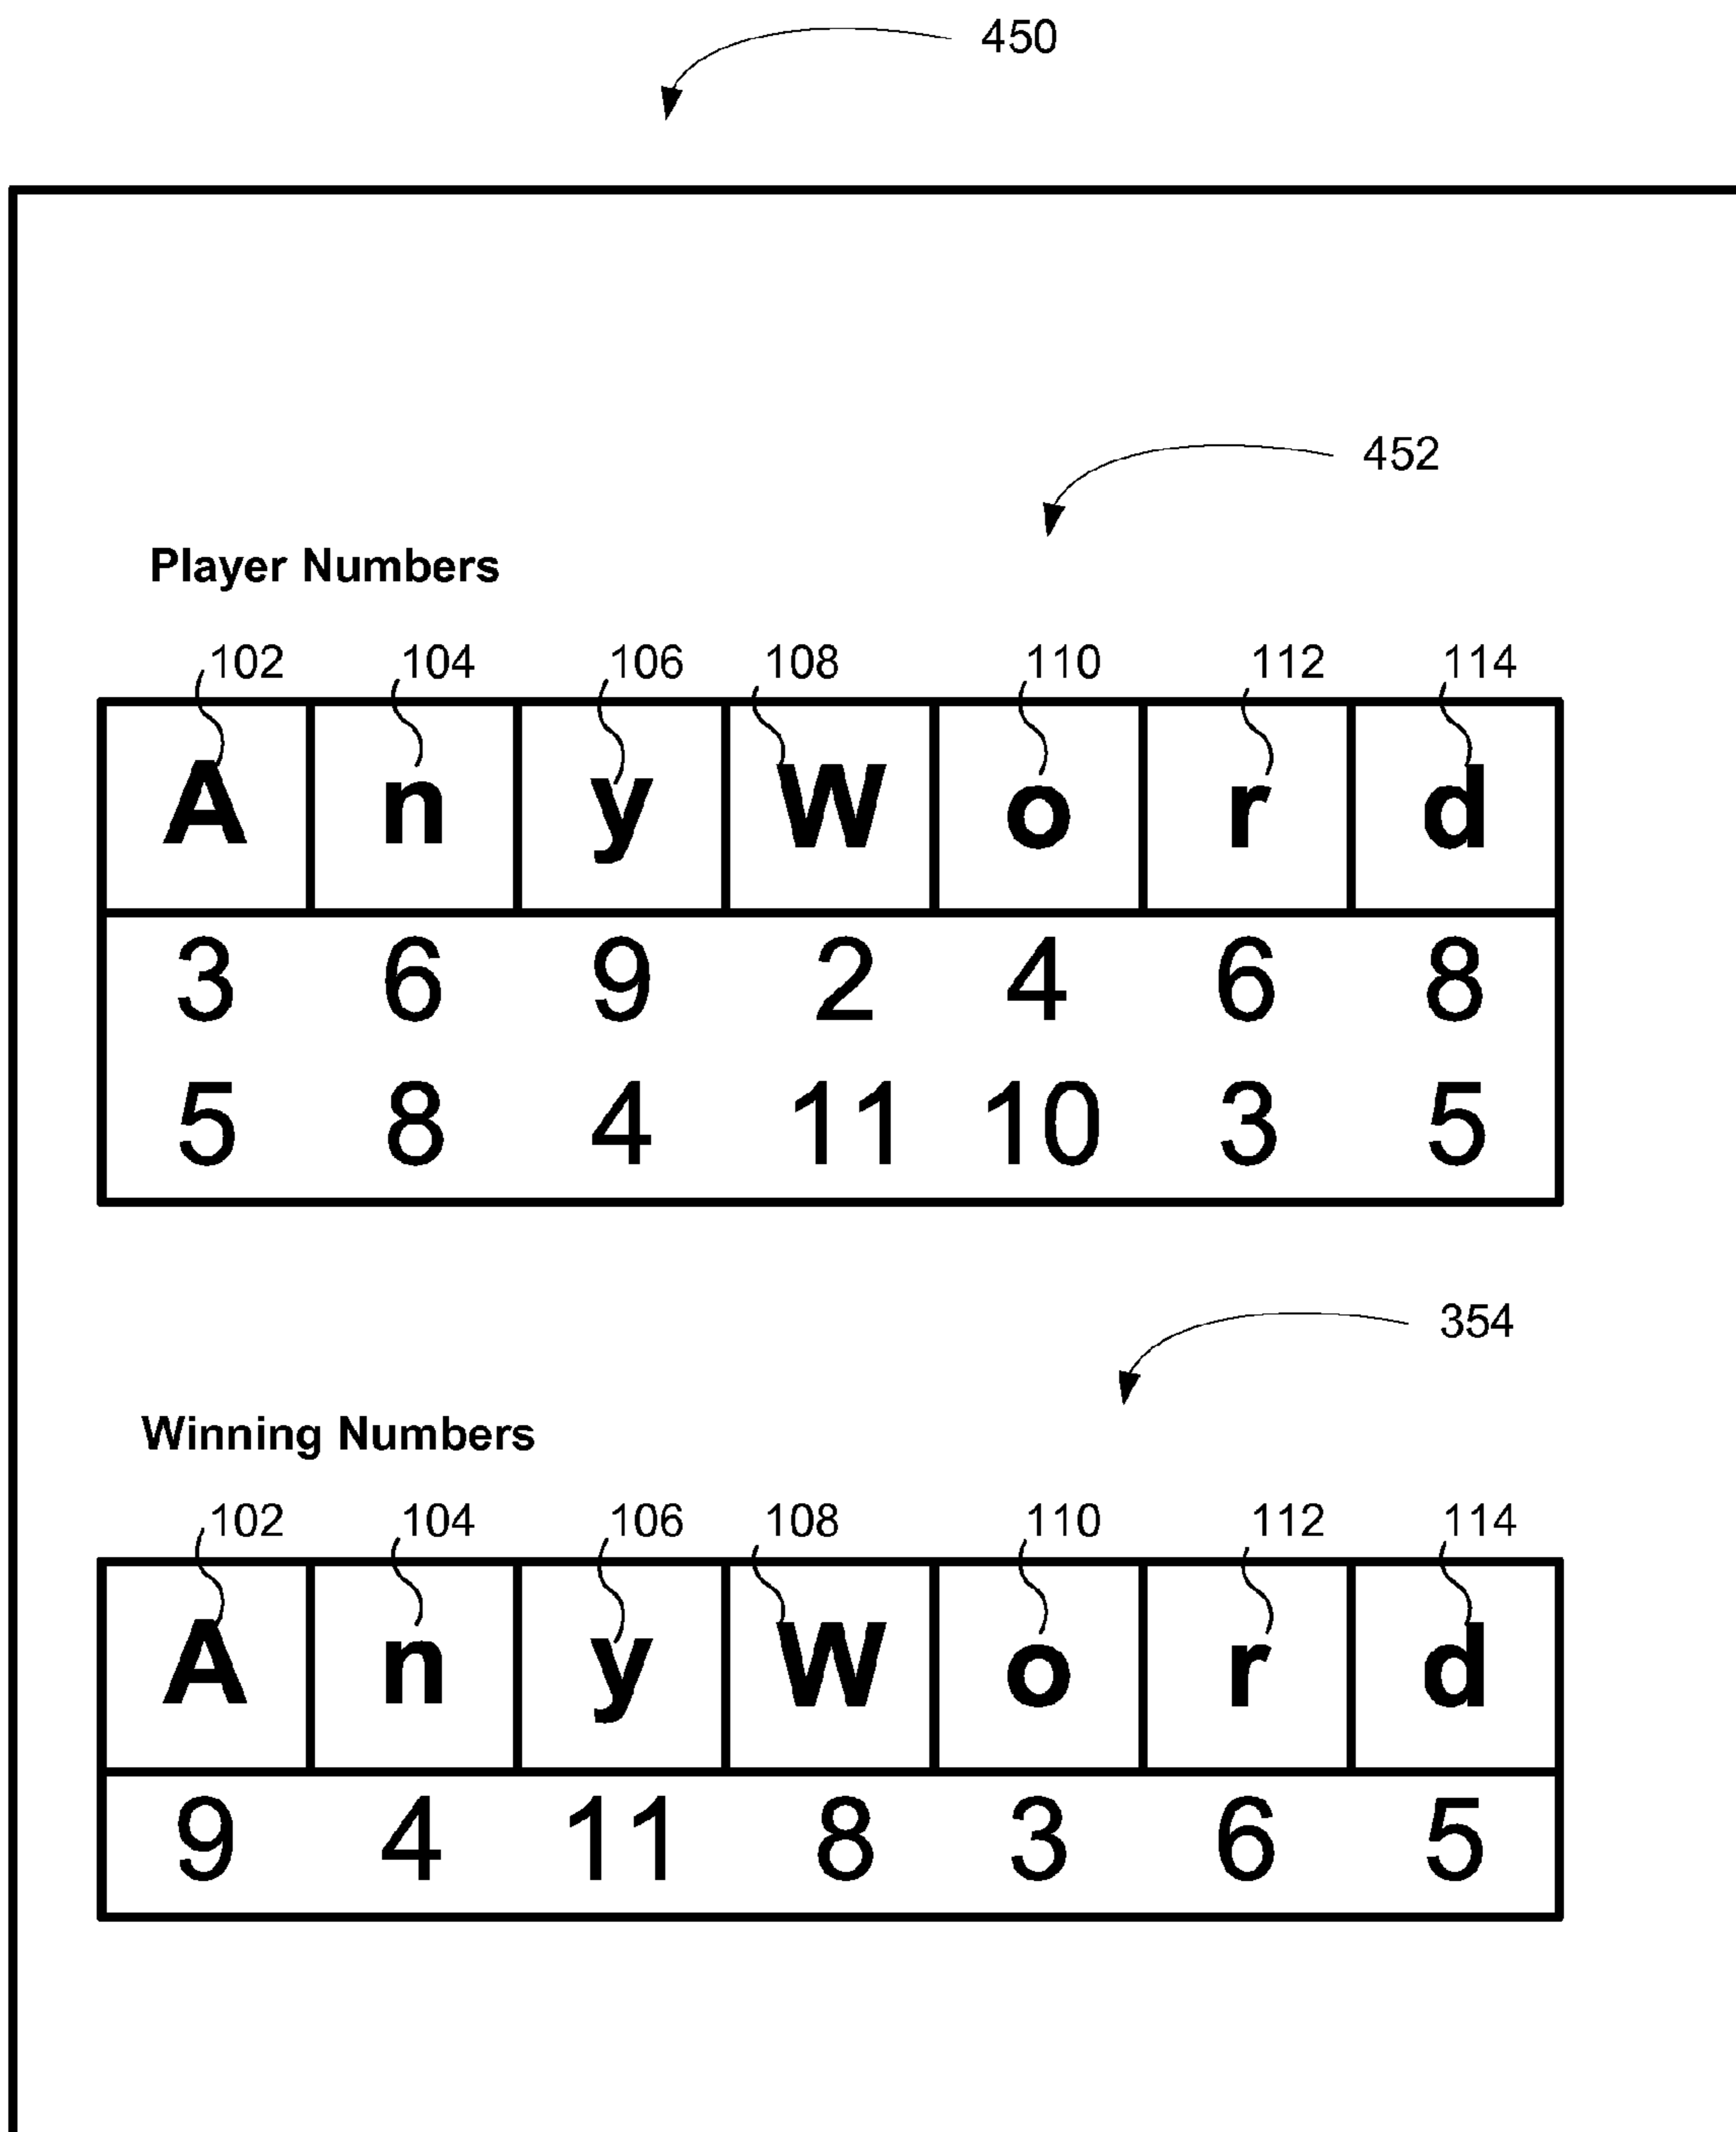 450
452
Player Numbers
102 104 106 108 110 112 114
A n y W o r d
3 6 9 2 4 6 8
5 8 4 11 10 3 5
354
Winning Numbers
102 104 106 108 110 112 114
A n y W o r d
9 4 11 8 3 6 5